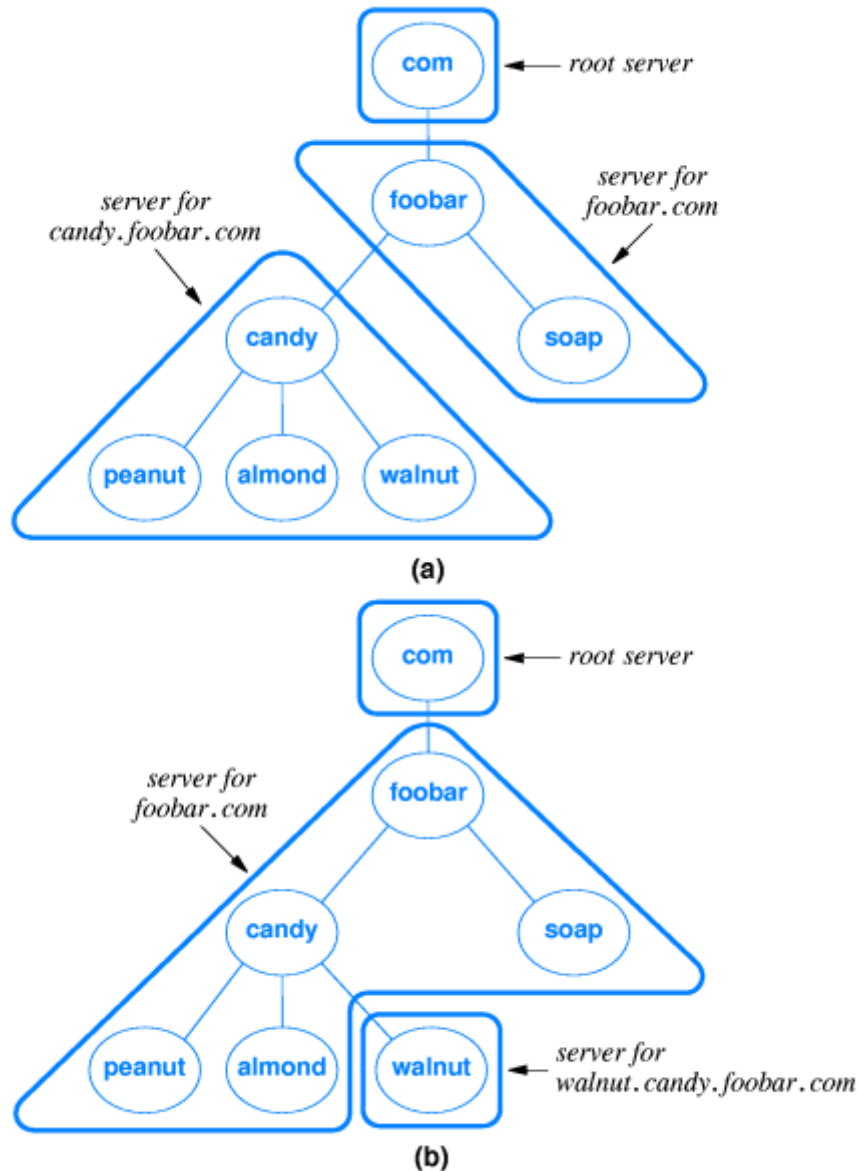 com
root server
foobar
server for
foobar.com
server for
candy.foobar.com
candy
soap
peanut
almond
walnut
(a)
com
root server
server for
foobar.com
foobar
candy
soap
peanut
almond
walnut
server for
walnut.candy.foobar.com
(b)